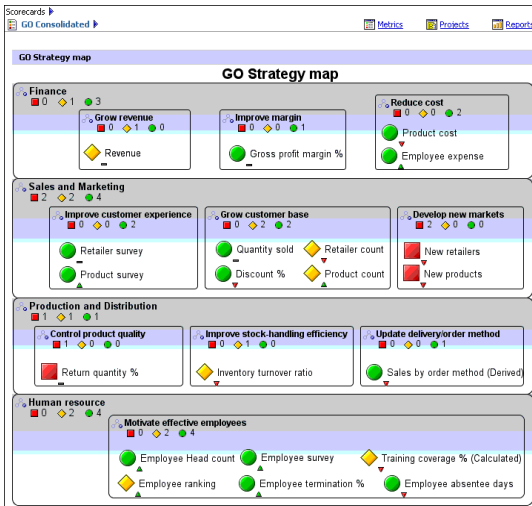 Scorecards
GO Consolidated
Metrics Projects Reports
GO Strategy map
GO Strategy map
Finance
0 1 3
Grow revenue
0 1 0
Revenue
Improve margin
0 0 1
Gross profit margin %
Reduce cost
0 0 2
Product cost
Employee expense
Sales and Marketing
2 2 4
Improve customer experience
0 0 2
Retailer survey
Product survey
Grow customer base
0 2 2
Quantity sold Retailer count
Discount % Product count
Develop new markets
2 0 0
New retailers
New products
Production and Distribution
1 1 1
Control product quality
1 0 0
Return quantity %
Improve stock-handling efficiency
0 1 0
Inventory turnover ratio
Update delivery/order method
0 0 1
Sales by order method (Derived)
Human resource
0 2 4
Motivate effective employees
0 2 4
Employee Head count Employee survey Training coverage % (Calculated)
Employee ranking Employee termination % Employee absentee days